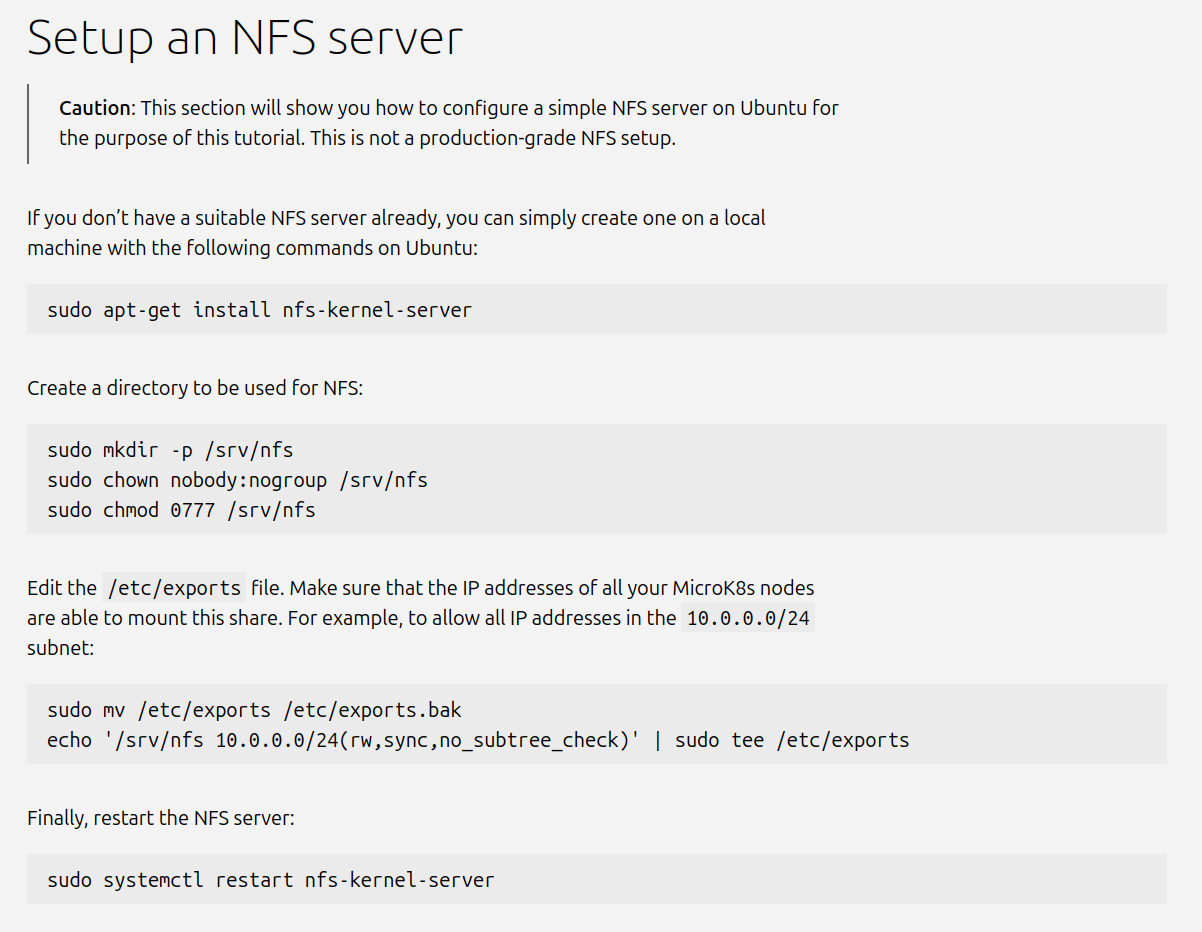 Setup an NFS server
Caution: This section will show you how to configure a simple NFS server on Ubuntu for
the purpose of this tutorial. This is not a production-grade NFS setup.
If you don’t have a suitable NFS server already, you can simply create one on a local
machine with the following commands on Ubuntu:
sudo apt-get install nfs-kernel-server
Create a directory to be used for NFS:
sudo mkdir -p /srv/nfs
sudo chown nobody:nogroup /srv/nfs
sudo chmod 0777 /srv/nfs
Edit the /etc/exports file. Make sure that the IP addresses of all your MicroK8s nodes
are able to mount this share. For example, to allow all IP addresses in the 10.0.0.0/24
subnet:
sudo mv /etc/exports /etc/exports.bak
echo '/srv/nfs 10.0.0.0/24(rw,sync,no_subtree_check)' | sudo tee /etc/exports
Finally, restart the NFS server:
sudo systemctl restart nfs-kernel-server